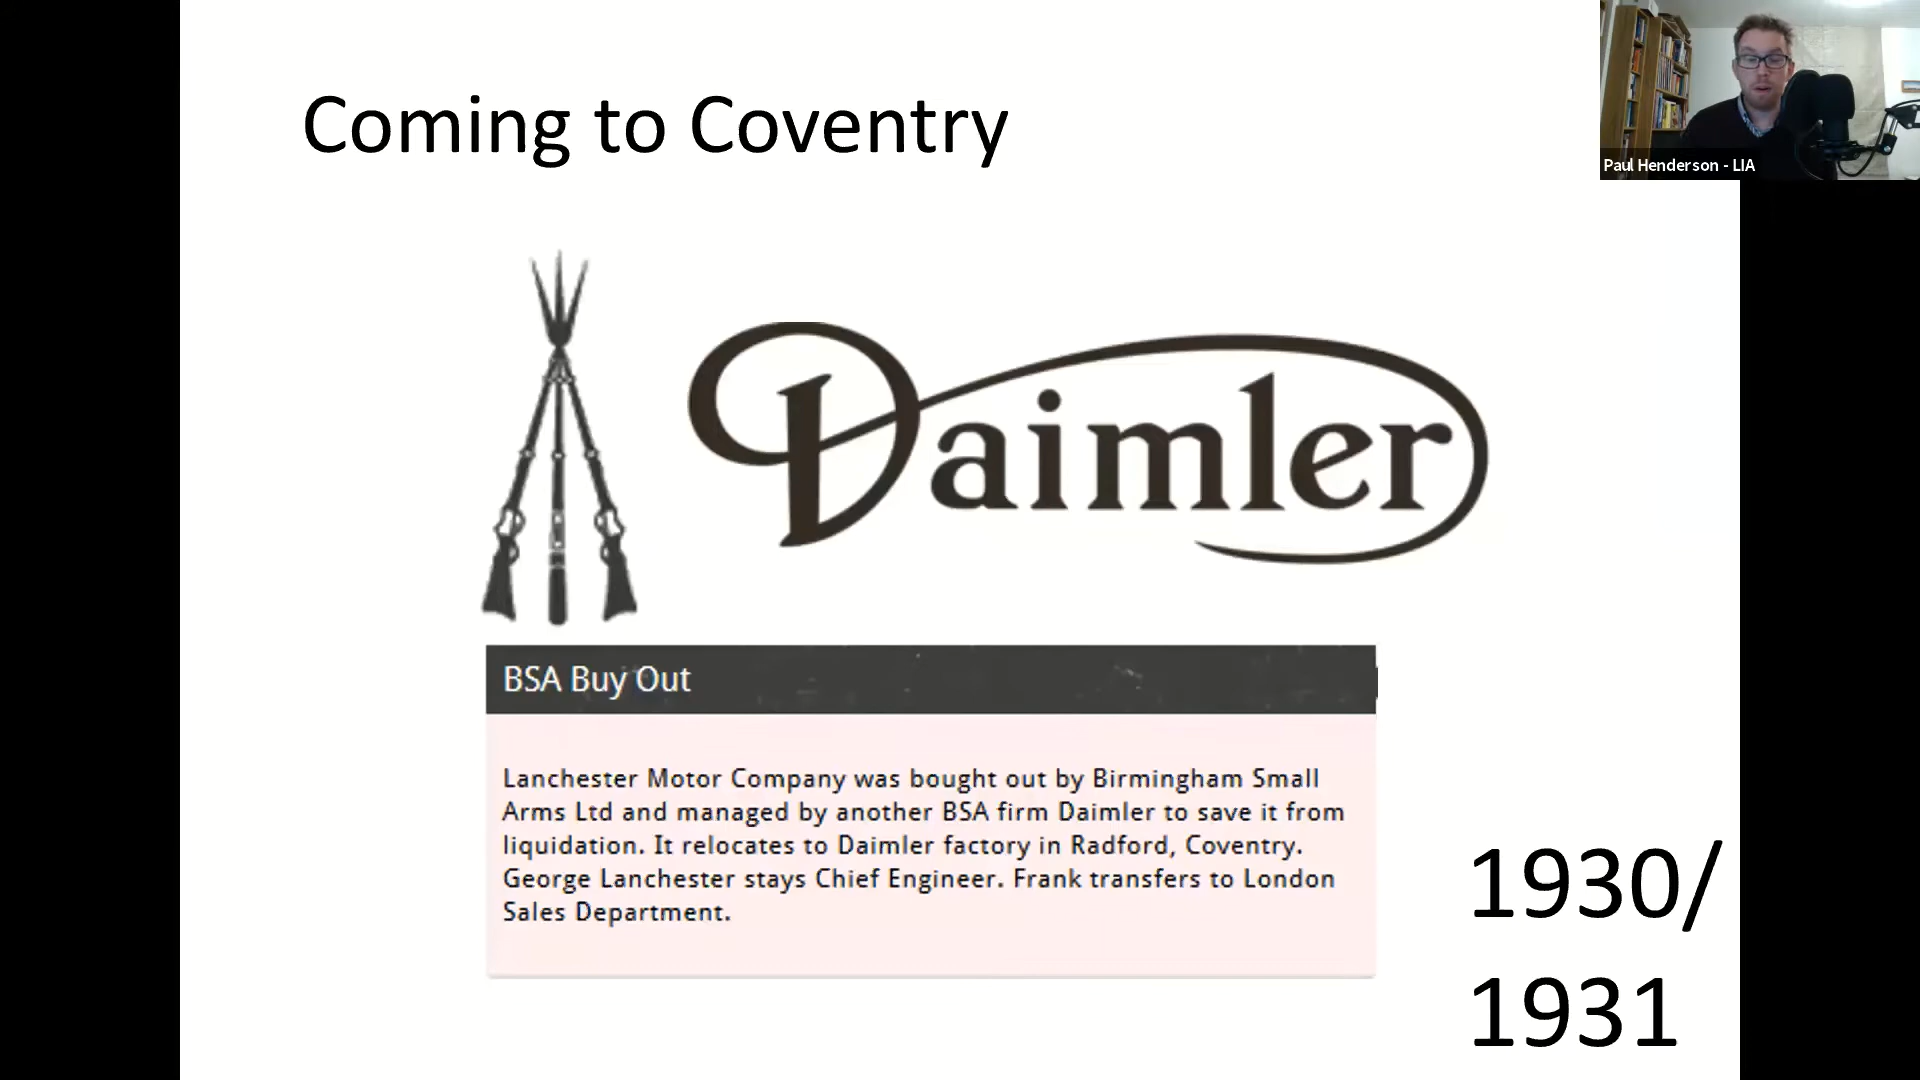 Coming to Coventry
Paul Henderson - LIA
Daimler
BSA Buy Out
Lanchester Motor Company was bought out by Birmingham Small
Arms Ltd and managed by another BSA firm Daimler to save it from
liquidation. It relocates to Daimler factory in Radford, Coventry.
George Lanchester stays Chief Engineer. Frank transfers to London
Sales Department.
1930/
1931